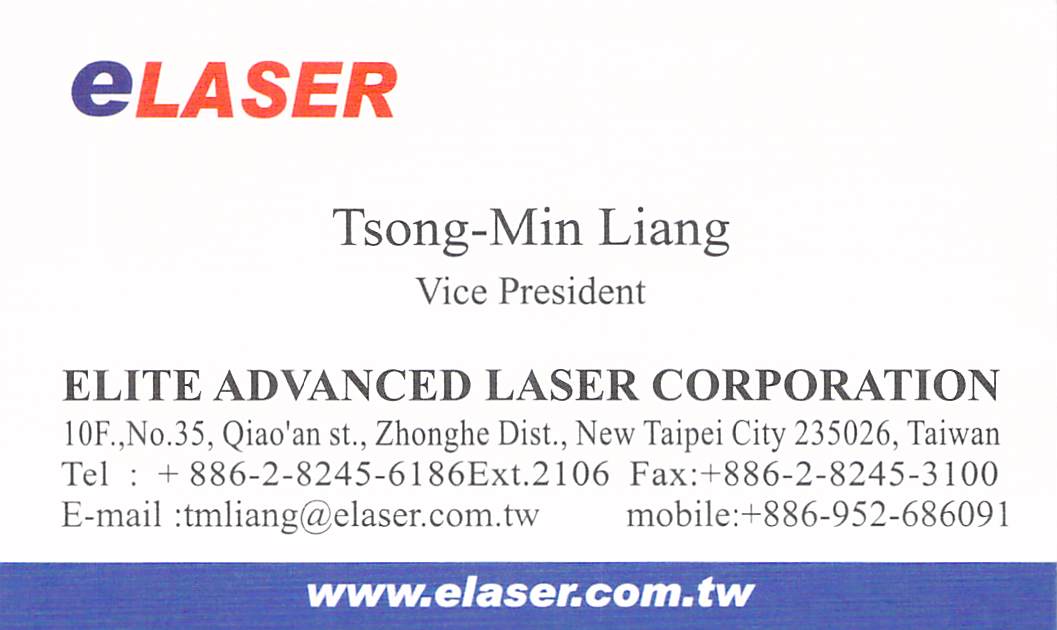 eLASER
Tsong-Min Liang
Vice President
ELITE ADVANCED LASER CORPORATION
10F.,No.35, Qiao'an st., Zhonghe Dist., New Taipei City 235026, Taiwan
Tel : + 886-2-8245-6186Ext.2106 Fax:+886-2-8245-3100
E-mail :tmliang@elaser.com.tw mobile:+886-952-686091
www.elaser.com.tw